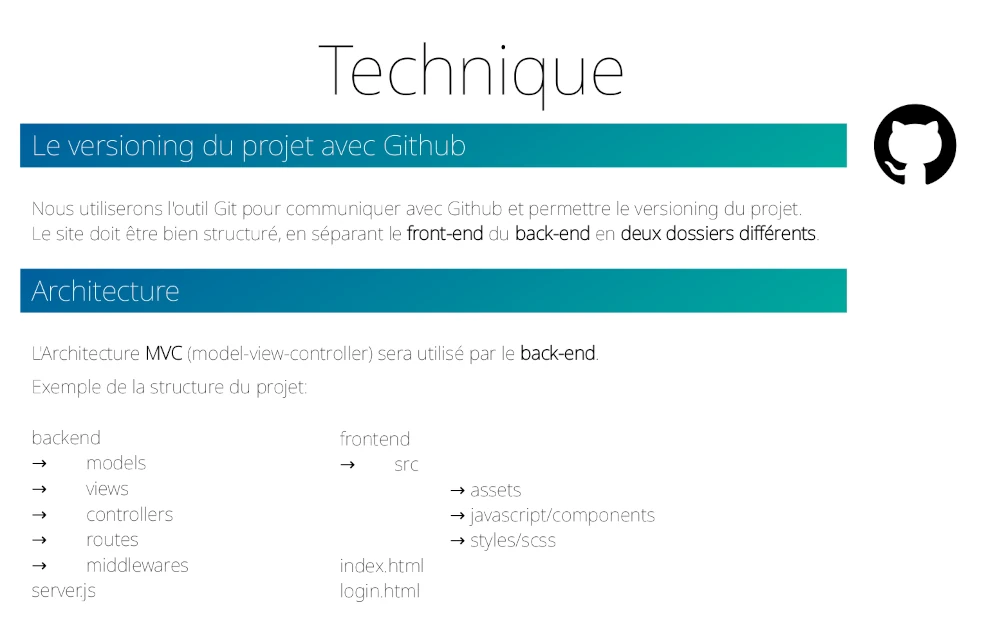 Technique
Le versioning du projet avec Github
Nous utiliserons l'outil Git pour communiquer avec Github et permettre le versioning du projet.
Le site doit être bien structuré, en séparant le front-end du back-end en deux dossiers différents.
Architecture
L'Architecture MVC (model-view-controller) sera utilisé par le back-end.
Exemple de la structure du projet:
backend
→ models
→ views
→ controllers
→ routes
→ middlewares
server.js
frontend
→ src
→ assets
→ javascript/components
→ styles/scss
index.html
login.html